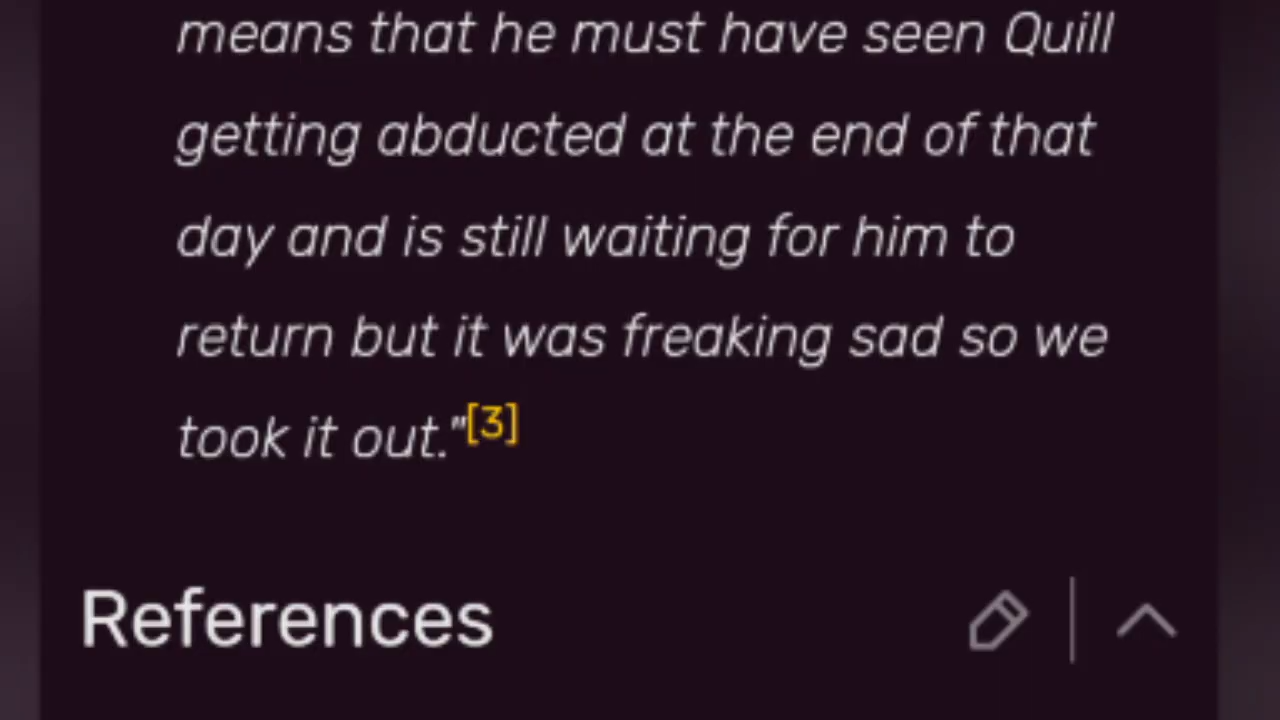 means that he must have seen Quill
getting abducted at the end of that
day and is still waiting for him to
return but it was freaking sad so we
took it out."[3]
References